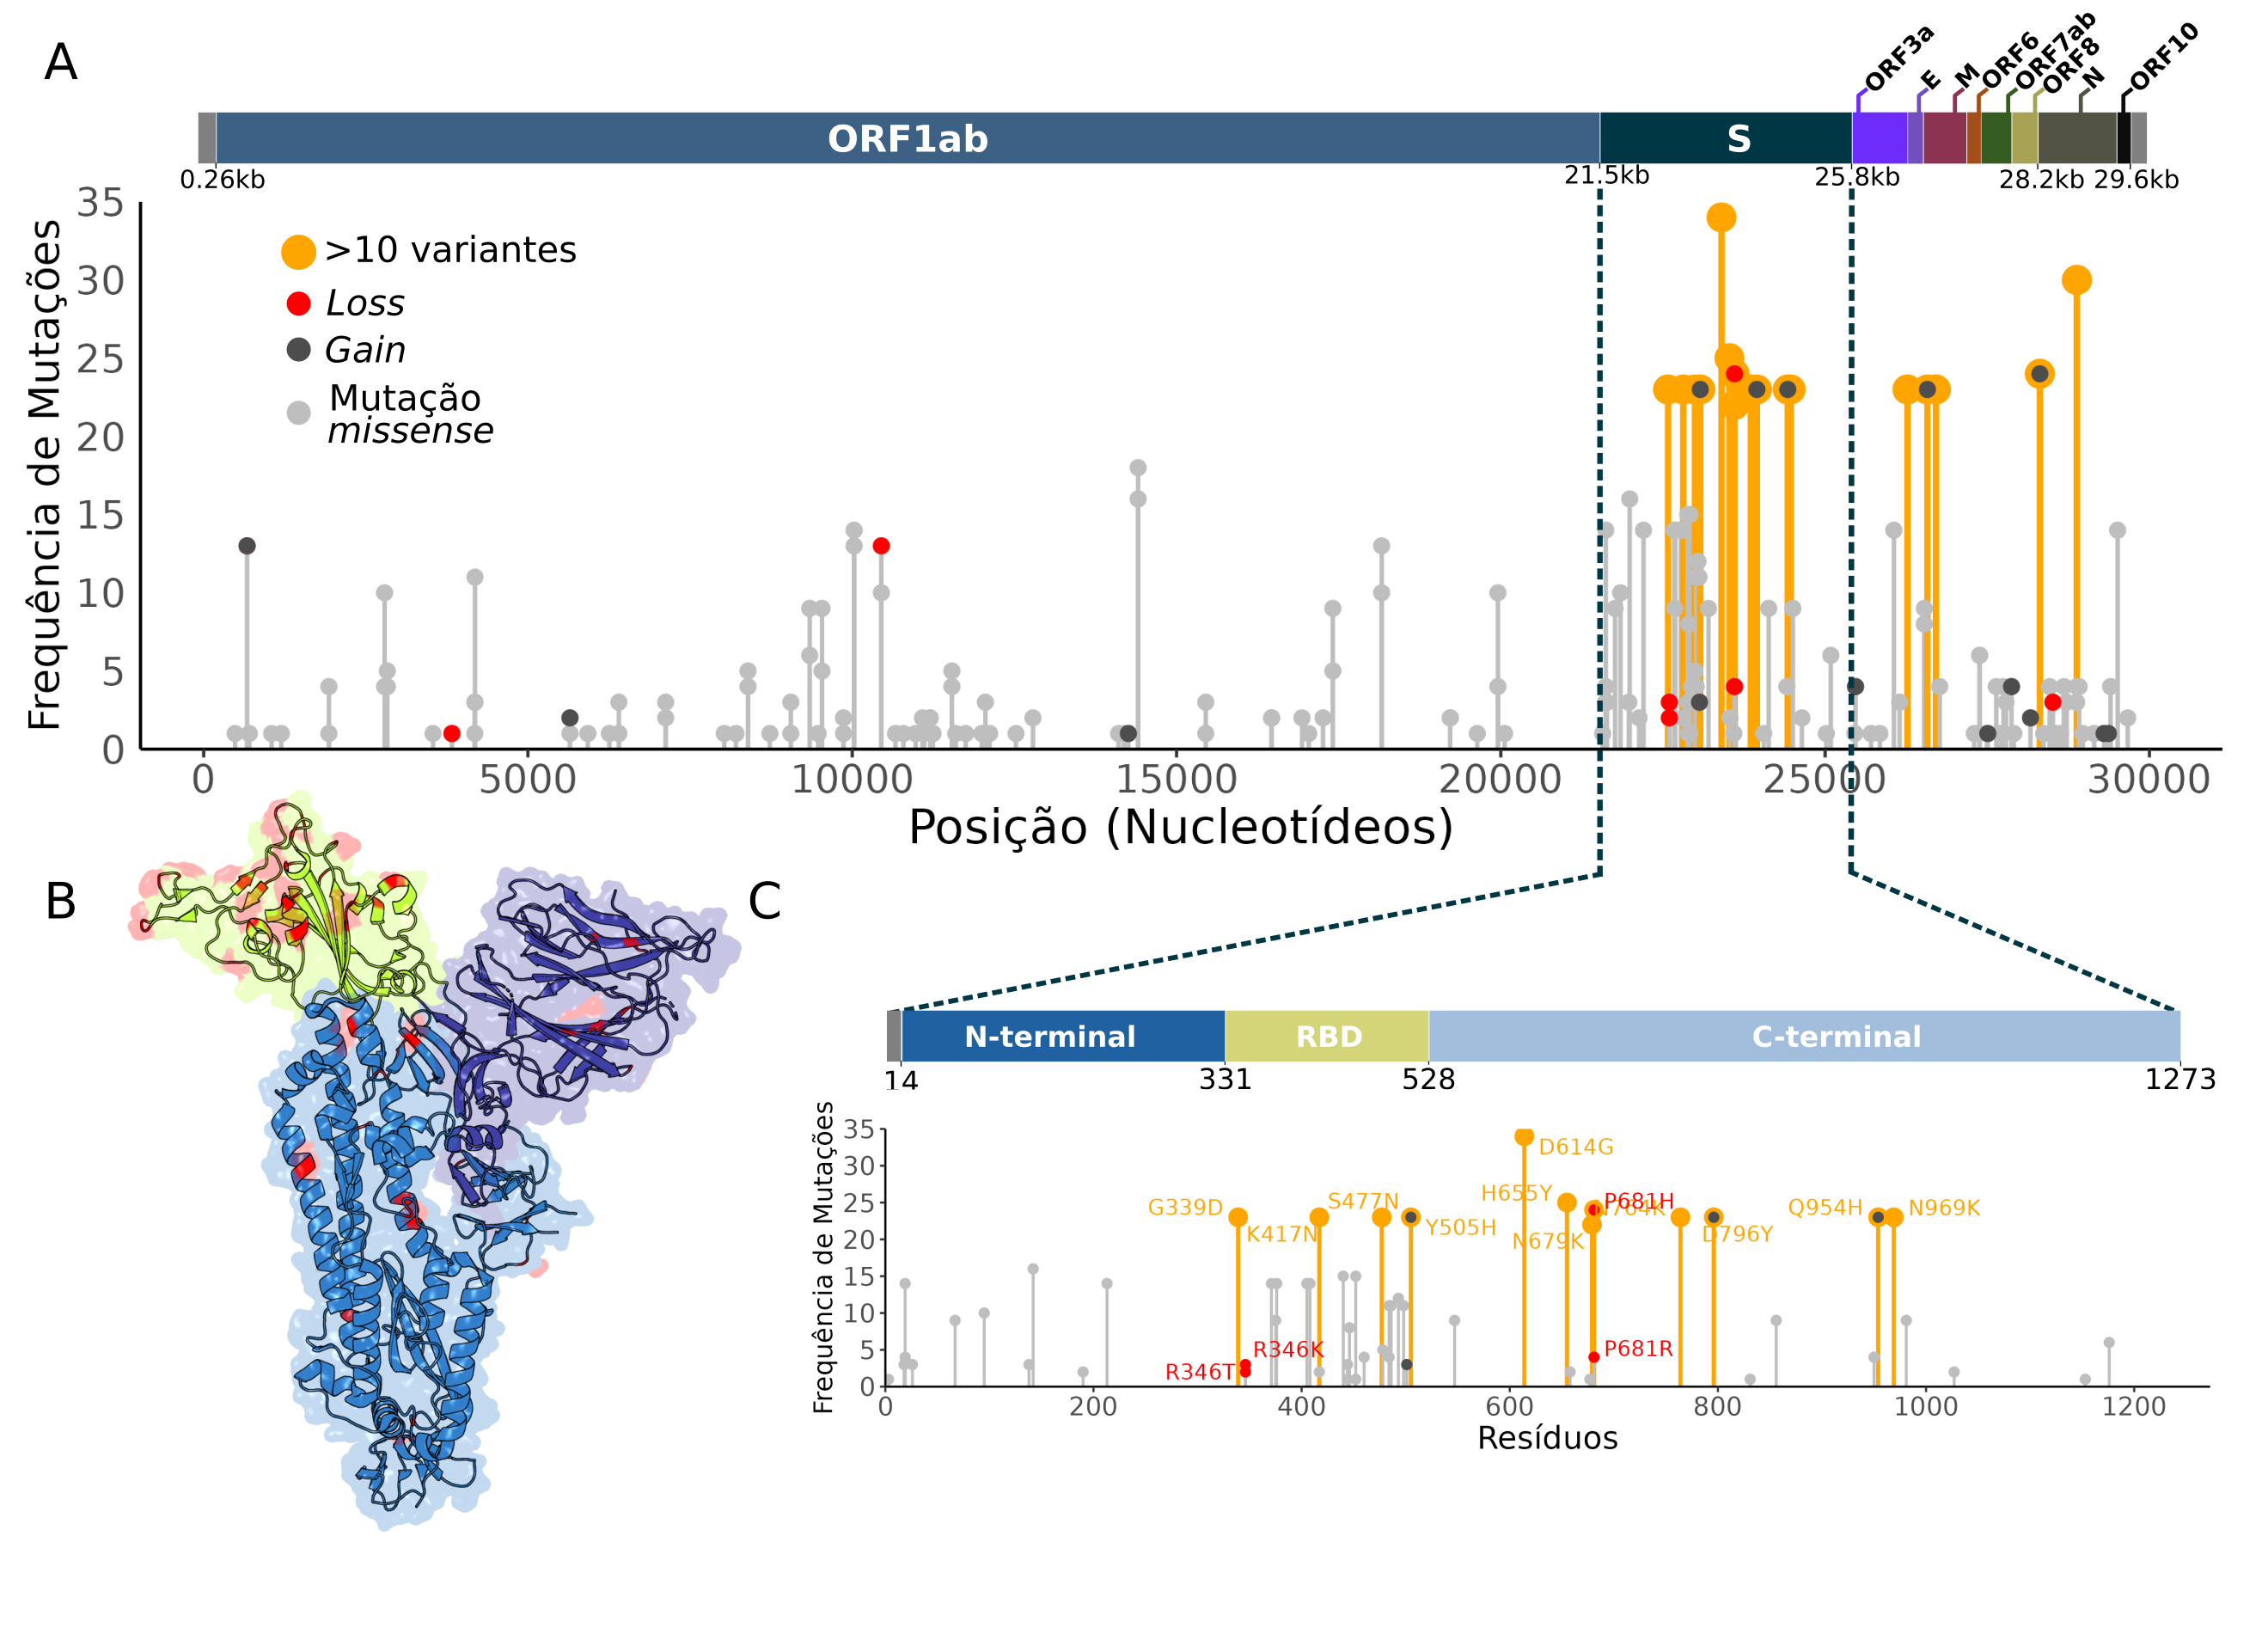 A
ORF3a
E
M
ORF6
ORF7ab
ORF8
N
ORF10
ORF1ab
S
0.26kb
21.5kb
25.8kb
28.2kb
29.6kb
Frequência de Mutações
35
30
25
20
15
10
5
0
>10 variantes
Loss
Gain
Mutação
missense
0
5000
10000
15000
20000
25000
30000
Posição (Nucleotídeos)
B
C
N-terminal
RBD
C-terminal
14
331
528
1273
Frequência de Mutações
35
30
25
20
15
10
5
0
D614G
G339D
S477N
H655Y
P681H
N764K
Q954H
N969K
K417N
Y505H
N679K
D796Y
R346K
R346T
P681R
0
200
400
600
800
1000
1200
Resíduos